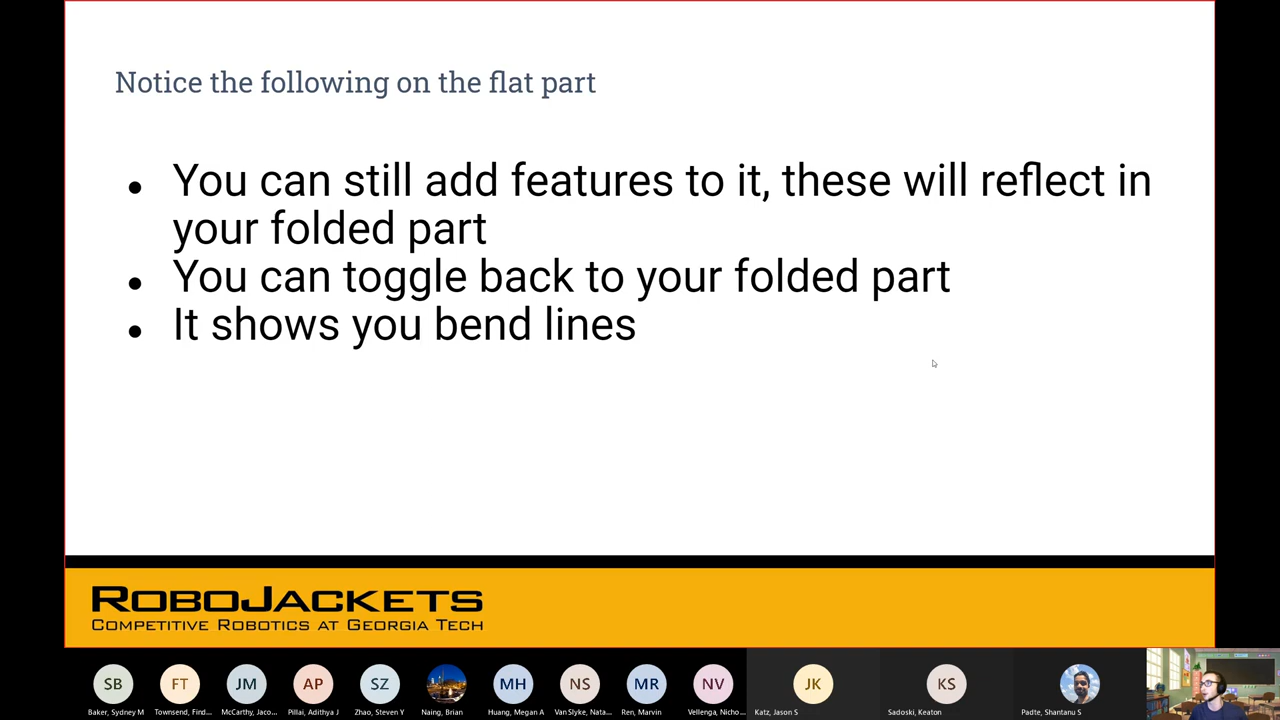 Notice the following on the flat part
● You can still add features to it, these will reflect in
your folded part
● You can toggle back to your folded part
● It shows you bend lines
ROBOJACKETS
COMPETITIVE ROBOTICS AT GEORGIA TECH
SB FT JM AP SZ MH NS MR NV JK KS
Baker, Sydney M Townsend, Find... McCarthy, Jaco... Pillai, Adithya J Zhao, Steven Y Naing, Brian Huang, Megan A Van Slyke, Nata... Ren, Marvin Vellenga, Nicho... Katz, Jason S Sadoski, Keaton Padte, Shantanu S